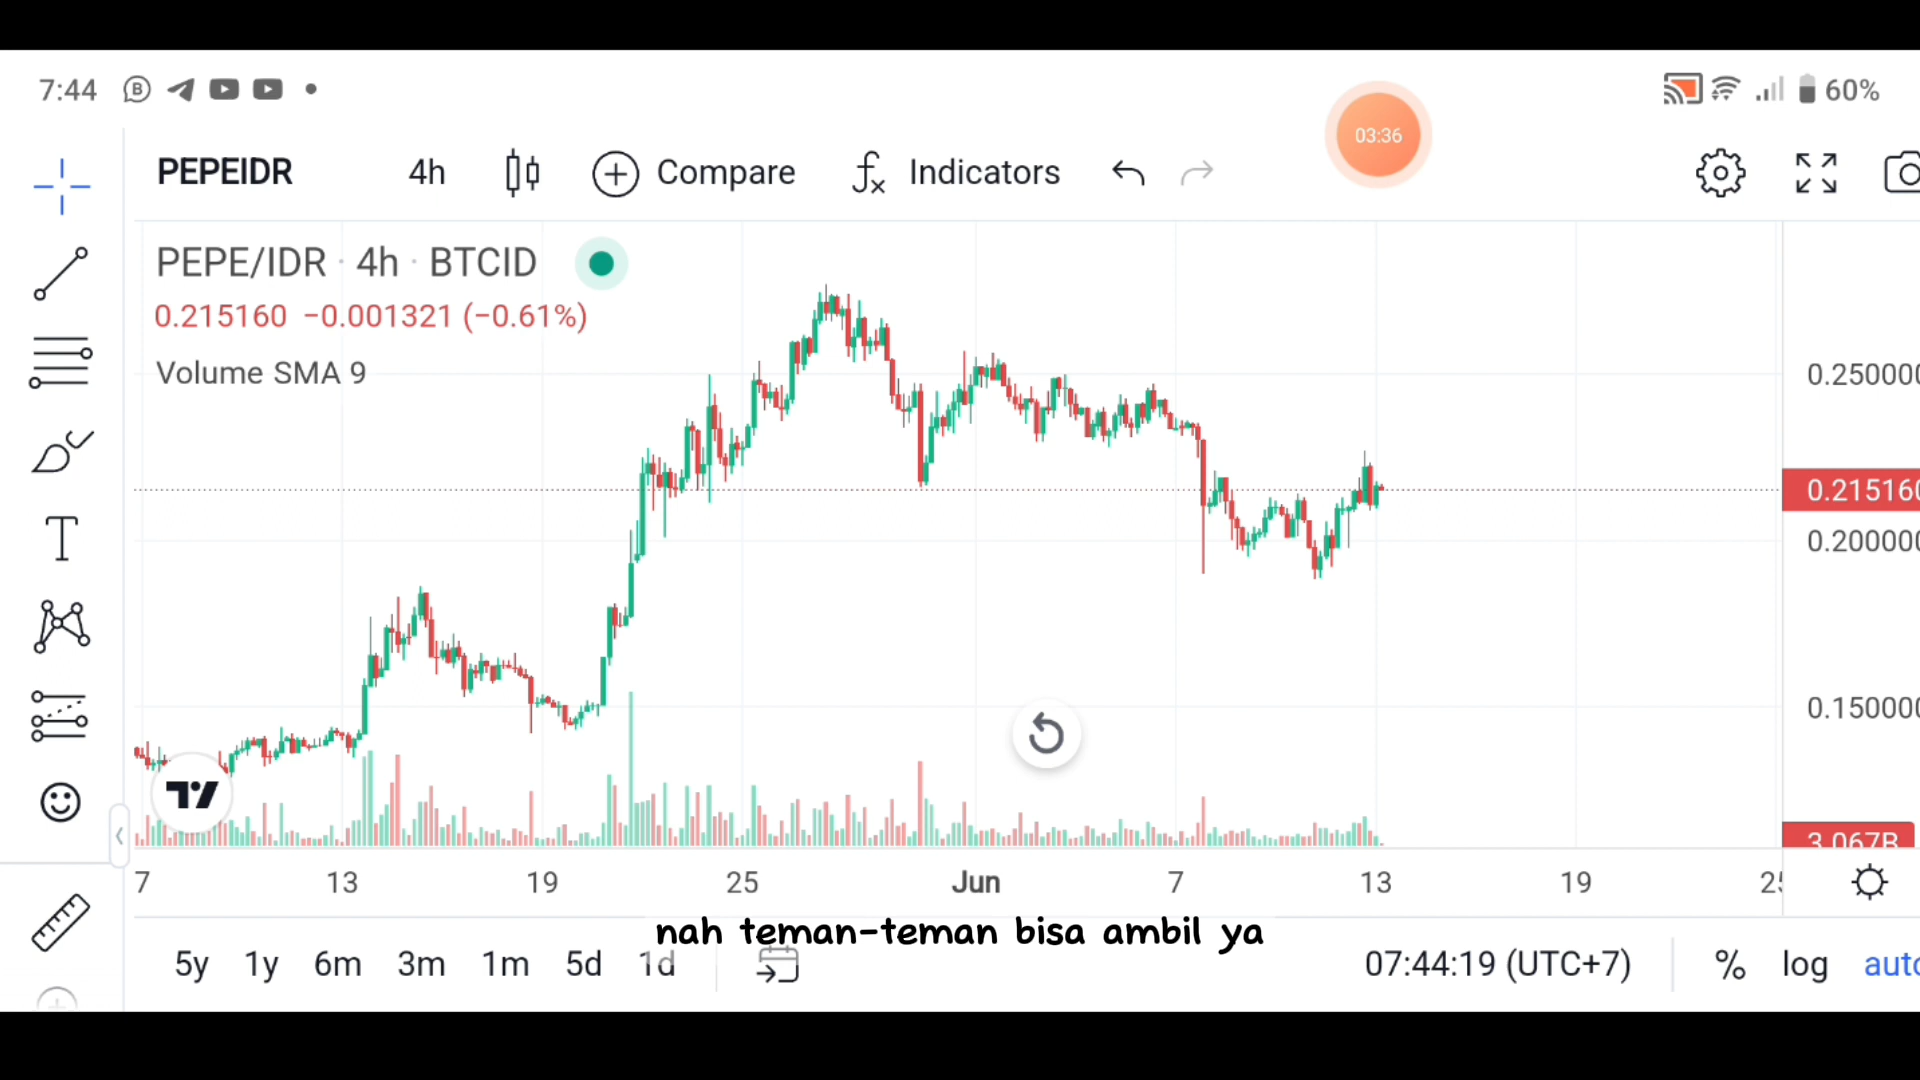 7:44
60%
03:36
PEPEIDR 4h Compare Indicators
PEPE/IDR · 4h · BTCID
0.215160 −0.001321 (−0.61%)
Volume SMA 9
0.250000
0.215160
0.200000
0.150000
3.067B
7 13 19 25 Jun 7 13 19 25
nah teman-teman bisa ambil ya
5y 1y 6m 3m 1m 5d 1d 07:44:19 (UTC+7) % log auto